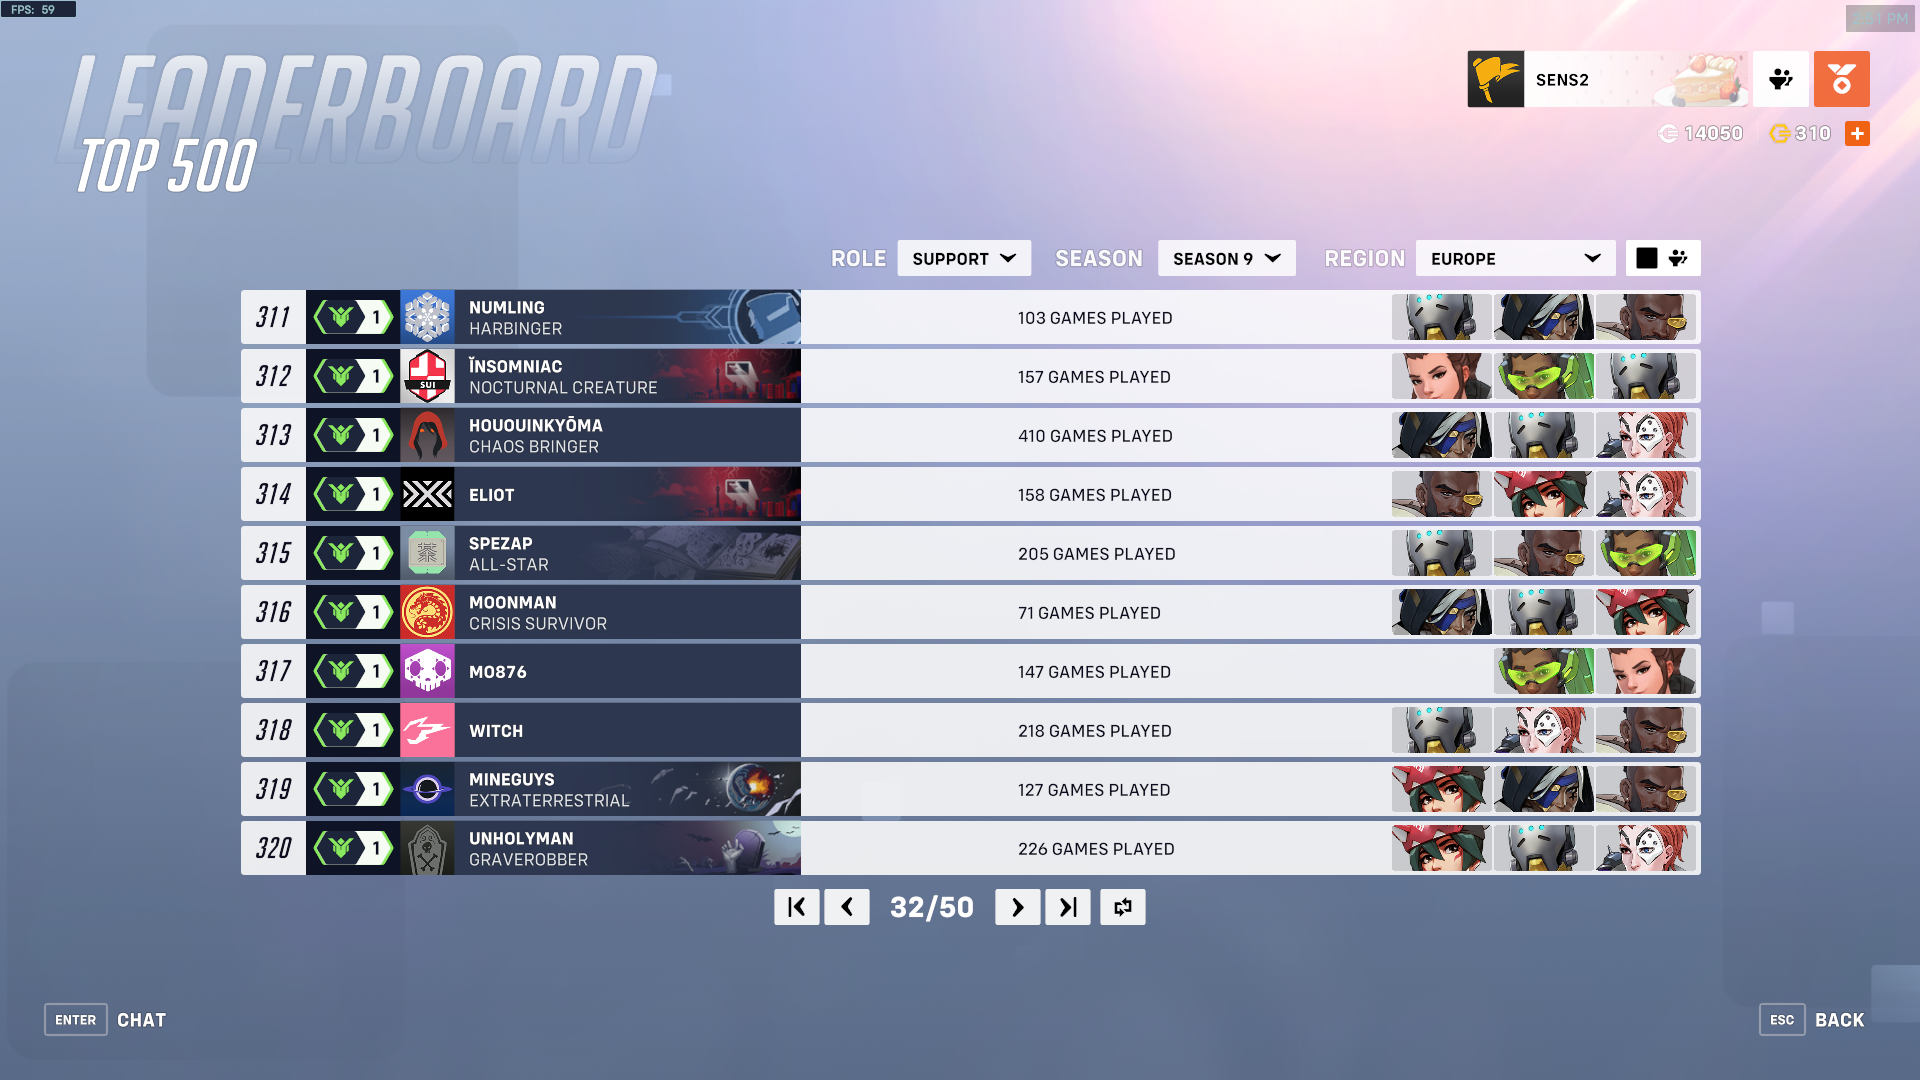 FPS: 59
LEADERBOARD
TOP 500
SENS2
14050
310
ROLE SUPPORT SEASON SEASON 9 REGION EUROPE
311 1 NUMLING
HARBINGER
103 GAMES PLAYED
312 1 ĬNSOMNIAC
NOCTURNAL CREATURE
SUI
157 GAMES PLAYED
313 1 HOUOUINKYŌMA
CHAOS BRINGER
410 GAMES PLAYED
314 1 ELIOT
158 GAMES PLAYED
315 1 SPEZAP
ALL-STAR
205 GAMES PLAYED
316 1 MOONMAN
CRISIS SURVIVOR
71 GAMES PLAYED
317 1 MO876
147 GAMES PLAYED
318 1 WITCH
218 GAMES PLAYED
319 1 MINEGUYS
EXTRATERRESTRIAL
127 GAMES PLAYED
320 1 UNHOLYMAN
GRAVEROBBER
226 GAMES PLAYED
32/50
ENTER CHAT
ESC BACK